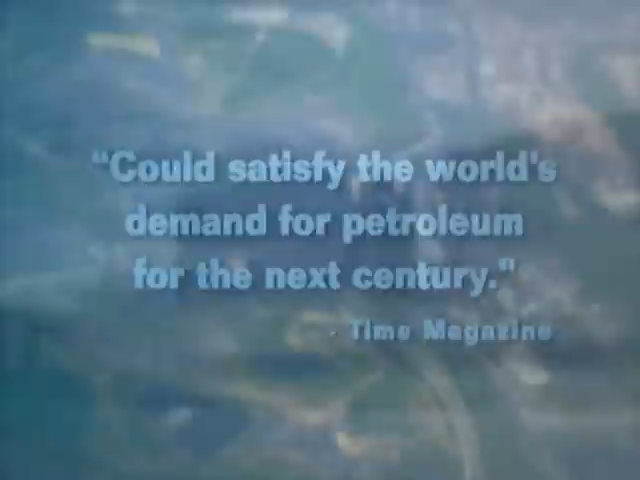 "Could satisfy the world's
demand for petroleum
for the next century."
- Time Magazine